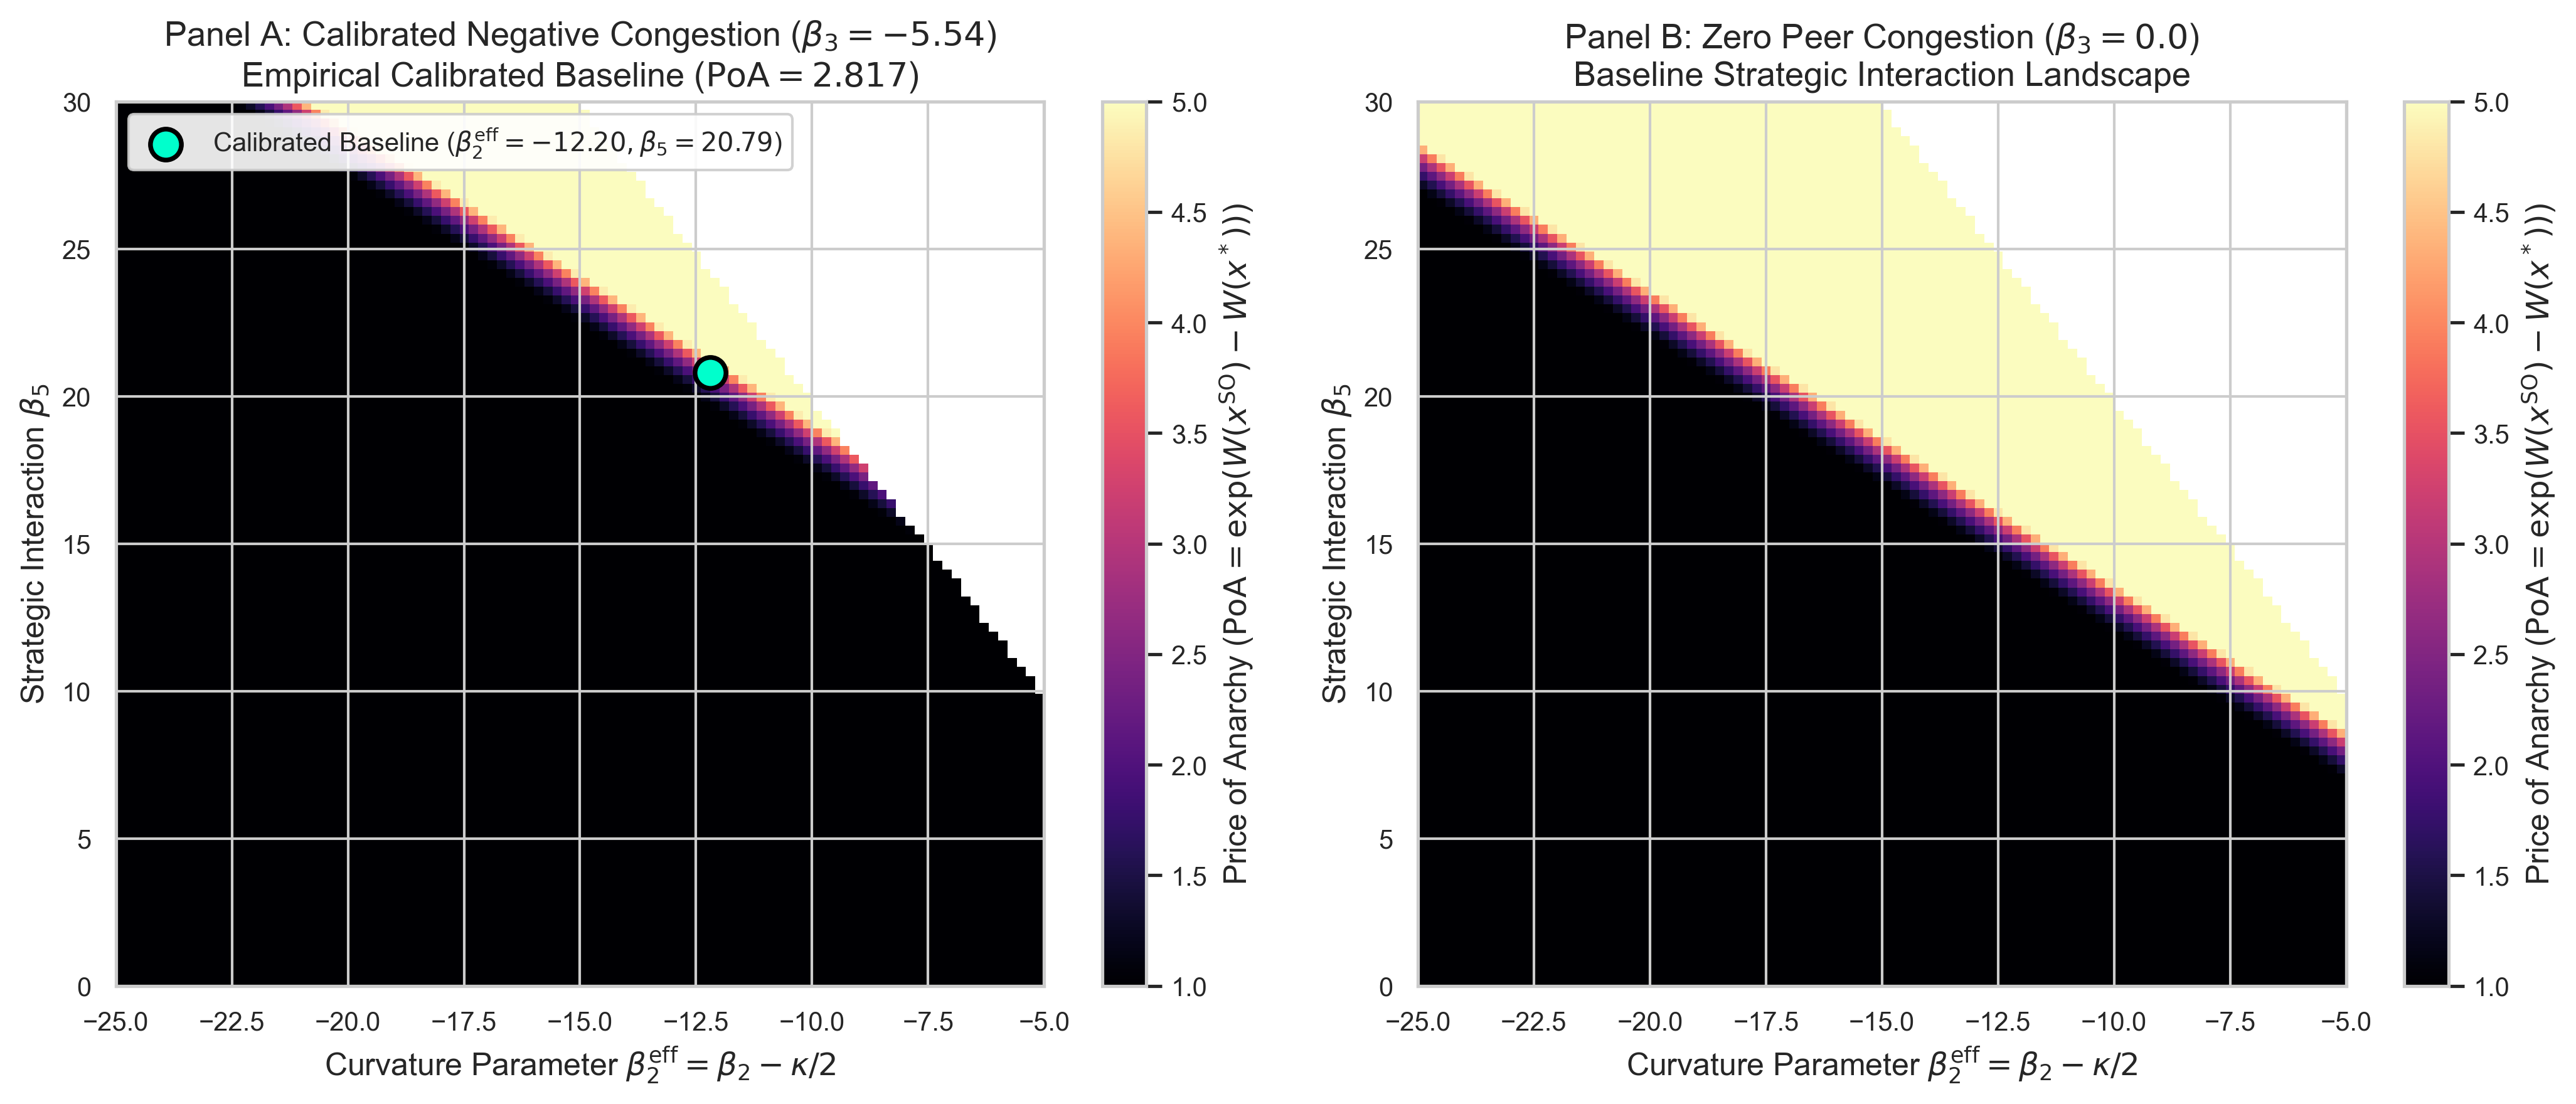 Panel A: Calibrated Negative Congestion (β₃ = −5.54)
Empirical Calibrated Baseline (PoA = 2.817)
Calibrated Baseline (β₂^eff = −12.20, β₅ = 20.79)
Strategic Interaction β₅
30
25
20
15
10
5
0
−25.0 −22.5 −20.0 −17.5 −15.0 −12.5 −10.0 −7.5 −5.0
Curvature Parameter β₂^eff = β₂ − κ/2
5.0
4.5
4.0
3.5
3.0
2.5
2.0
1.5
1.0
Price of Anarchy (PoA = exp(W(x^SO) − W(x^*)))
Panel B: Zero Peer Congestion (β₃ = 0.0)
Baseline Strategic Interaction Landscape
Strategic Interaction β₅
30
25
20
15
10
5
0
−25.0 −22.5 −20.0 −17.5 −15.0 −12.5 −10.0 −7.5 −5.0
Curvature Parameter β₂^eff = β₂ − κ/2
5.0
4.5
4.0
3.5
3.0
2.5
2.0
1.5
1.0
Price of Anarchy (PoA = exp(W(x^SO) − W(x^*)))